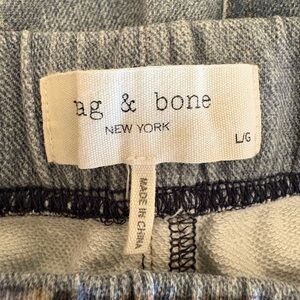 ag & bone
NEW YORK
L/G
MADE IN CHINA